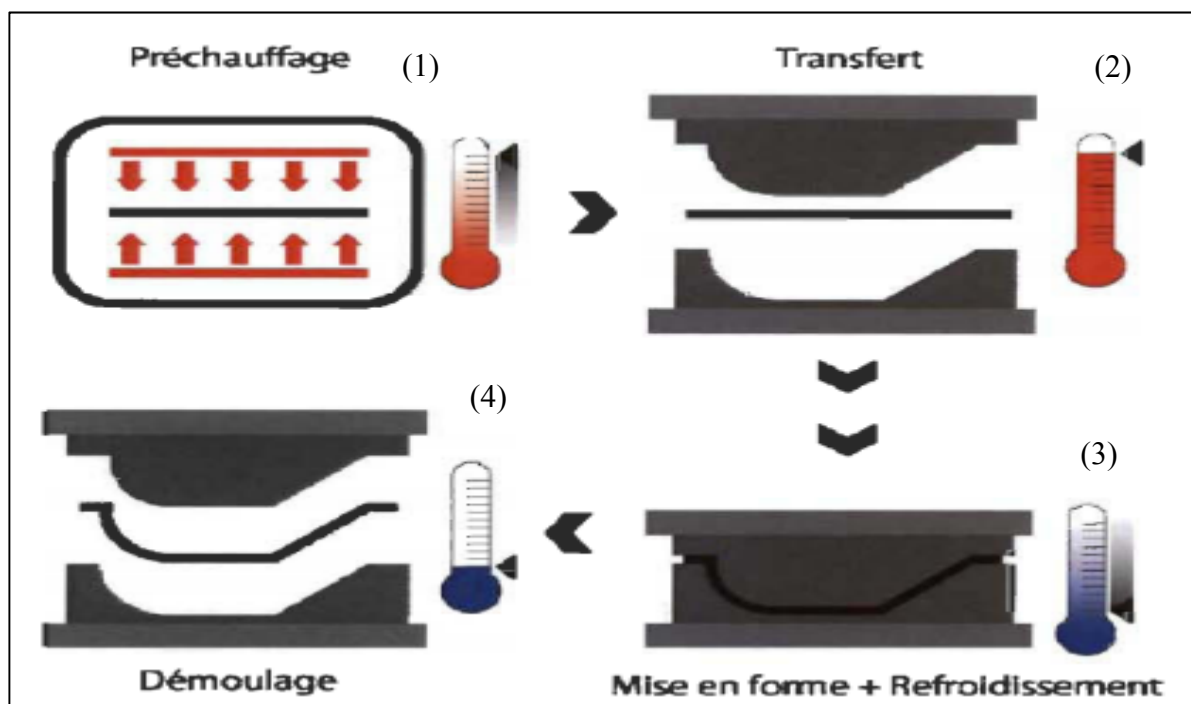 Préchauffage (1)
Transfert (2)
(3)
Mise en forme + Refroidissement
(4)
Démoulage